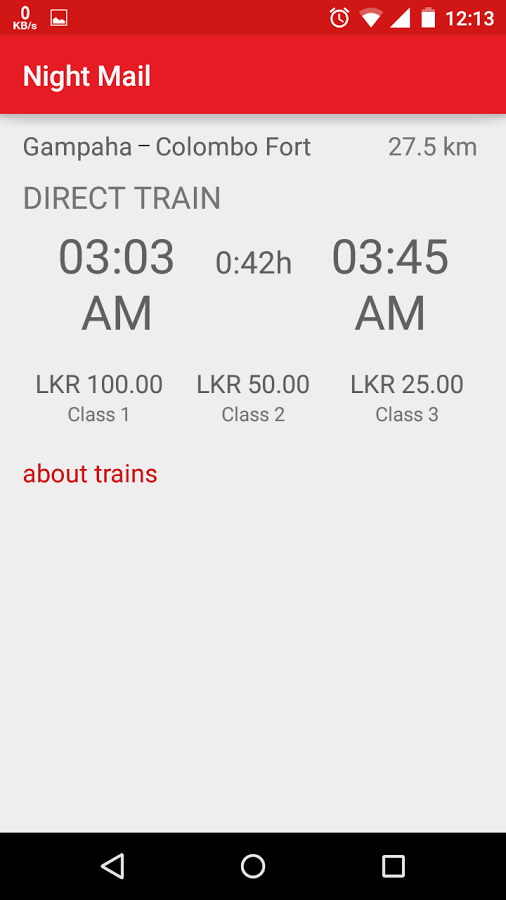 0
KB/s
12:13
Night Mail
Gampaha – Colombo Fort 27.5 km
DIRECT TRAIN
03:03 AM 0:42h 03:45 AM
LKR 100.00 LKR 50.00 LKR 25.00
Class 1 Class 2 Class 3
about trains